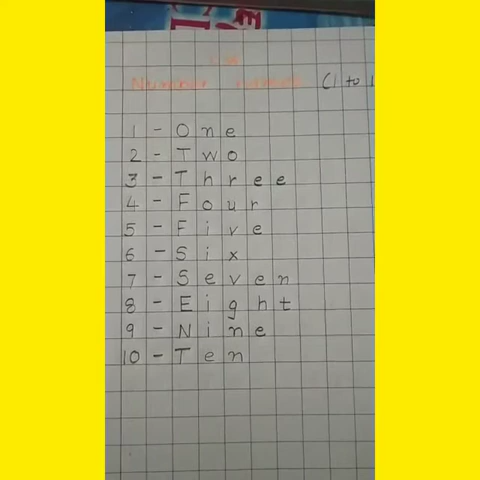 Number names (1 to 1
1 - One
2 - Two
3 - Three
4 - Four
5 - Five
6 - Six
7 - Seven
8 - Eight
9 - Nine
10 - Ten